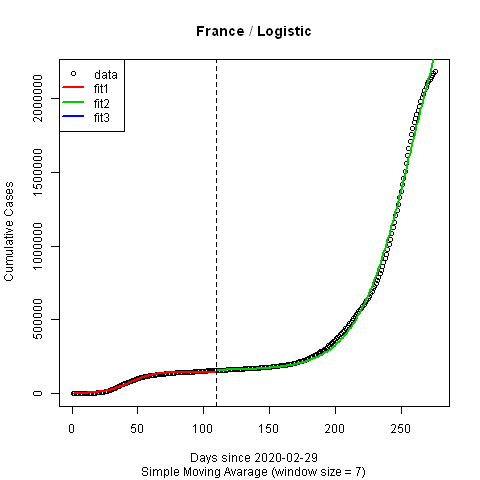 France / Logistic
data
fit1
fit2
fit3
Cumulative Cases
0
500000
1000000
1500000
2000000
0
50
100
150
200
250
Days since 2020-02-29
Simple Moving Avarage (window size = 7)